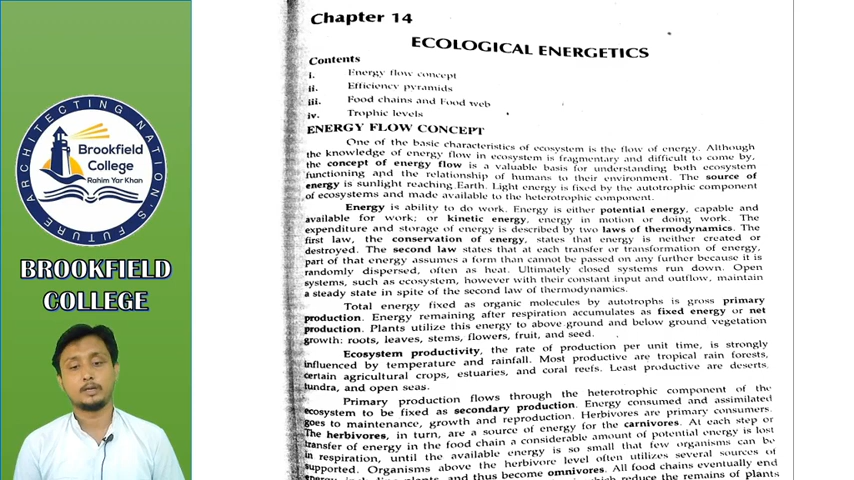 Chapter 14
ECOLOGICAL ENERGETICS
Contents
i. Energy flow concept
ii. Efficiency pyramids
iii. Food chains and Food web
iv. Trophic levels
ENERGY FLOW CONCEPT
One of the basic characteristics of ecosystem is the flow of energy. Although
the knowledge of energy flow in ecosystem is fragmentary and difficult to come by,
the concept of energy flow is a valuable basis for understanding both ecosystem
functioning and the relationship of humans to their environment. The source of
energy is sunlight reaching Earth. Light energy is fixed by the autotrophic component
of ecosystems and made available to the heterotrophic component.
Energy is ability to do work. Energy is either potential energy, capable and
available for work; or kinetic energy, energy in motion or doing work. The
expenditure and storage of energy is described by two laws of thermodynamics. The
first law, the conservation of energy, states that energy is neither created or
destroyed. The second law states that at each transfer or transformation of energy,
part of that energy assumes a form than cannot be passed on any further because it is
randomly dispersed, often as heat. Ultimately closed systems run down. Open
systems, such as ecosystem, however with their constant input and outflow, maintain
a steady state in spite of the second law of thermodynamics.
Total energy fixed as organic molecules by autotrophs is gross primary
production. Energy remaining after respiration accumulates as fixed energy or net
production. Plants utilize this energy to above ground and below ground vegetation
growth: roots, leaves, stems, flowers, fruit, and seed.
Ecosystem productivity, the rate of production per unit time, is strongly
influenced by temperature and rainfall. Most productive are tropical rain forests,
certain agricultural crops, estuaries, and coral reefs. Least productive are deserts,
tundra, and open seas.
Primary production flows through the heterotrophic component of the
ecosystem to be fixed as secondary production. Energy consumed and assimilated
goes to maintenance, growth and reproduction. Herbivores are primary consumers.
The herbivores, in turn, are a source of energy for the carnivores. At each step or
transfer of energy in the food chain a considerable amount of potential energy is lost
in respiration, until the available energy is so small that few organisms can be
supported. Organisms above the herbivore level often utilizes several sources of
energy including plants, and thus become omnivores. All food chains eventually end
which reduce the remains of plants
ARCHITECTING NATION'S FUTURE
Brookfield
College
Rahim Yar Khan
BROOKFIELD
COLLEGE